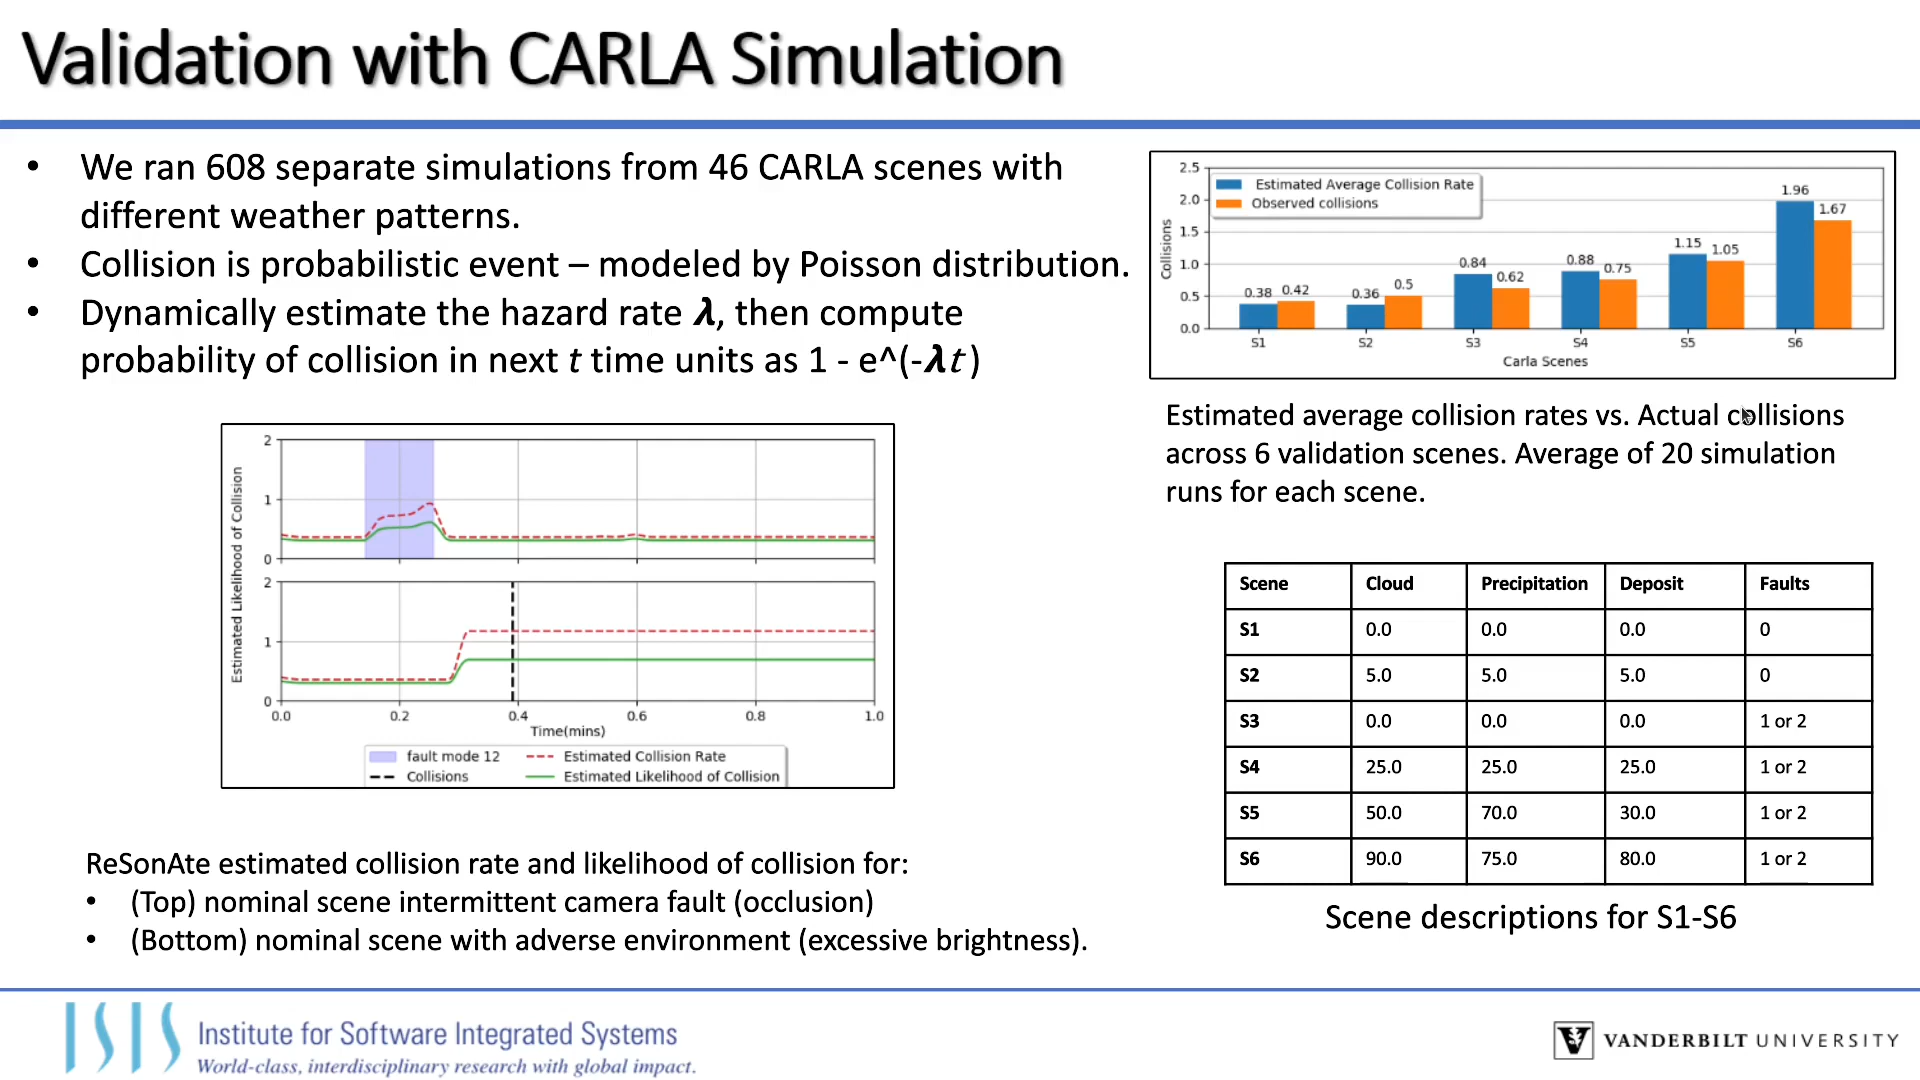 Validation with CARLA Simulation
• We ran 608 separate simulations from 46 CARLA scenes with
different weather patterns.
• Collision is probabilistic event – modeled by Poisson distribution.
• Dynamically estimate the hazard rate λ, then compute
probability of collision in next t time units as 1 - e^(-λt)
Estimated Likelihood of Collision
2
1
0
2
1
0
0.0 0.2 0.4 0.6 0.8 1.0
Time(mins)
fault mode 12 Estimated Collision Rate
Collisions Estimated Likelihood of Collision
ReSonAte estimated collision rate and likelihood of collision for:
• (Top) nominal scene intermittent camera fault (occlusion)
• (Bottom) nominal scene with adverse environment (excessive brightness).
Collisions
2.5
2.0
1.5
1.0
0.5
0.0
Estimated Average Collision Rate
Observed collisions
0.38 0.42 0.36 0.5 0.84 0.62 0.88 0.75 1.15 1.05 1.96 1.67
S1 S2 S3 S4 S5 S6
Carla Scenes
Estimated average collision rates vs. Actual collisions
across 6 validation scenes. Average of 20 simulation
runs for each scene.
Scene Cloud Precipitation Deposit Faults
S1 0.0 0.0 0.0 0
S2 5.0 5.0 5.0 0
S3 0.0 0.0 0.0 1 or 2
S4 25.0 25.0 25.0 1 or 2
S5 50.0 70.0 30.0 1 or 2
S6 90.0 75.0 80.0 1 or 2
Scene descriptions for S1-S6
ISIS
Institute for Software Integrated Systems
World-class, interdisciplinary research with global impact.
V VANDERBILT UNIVERSITY